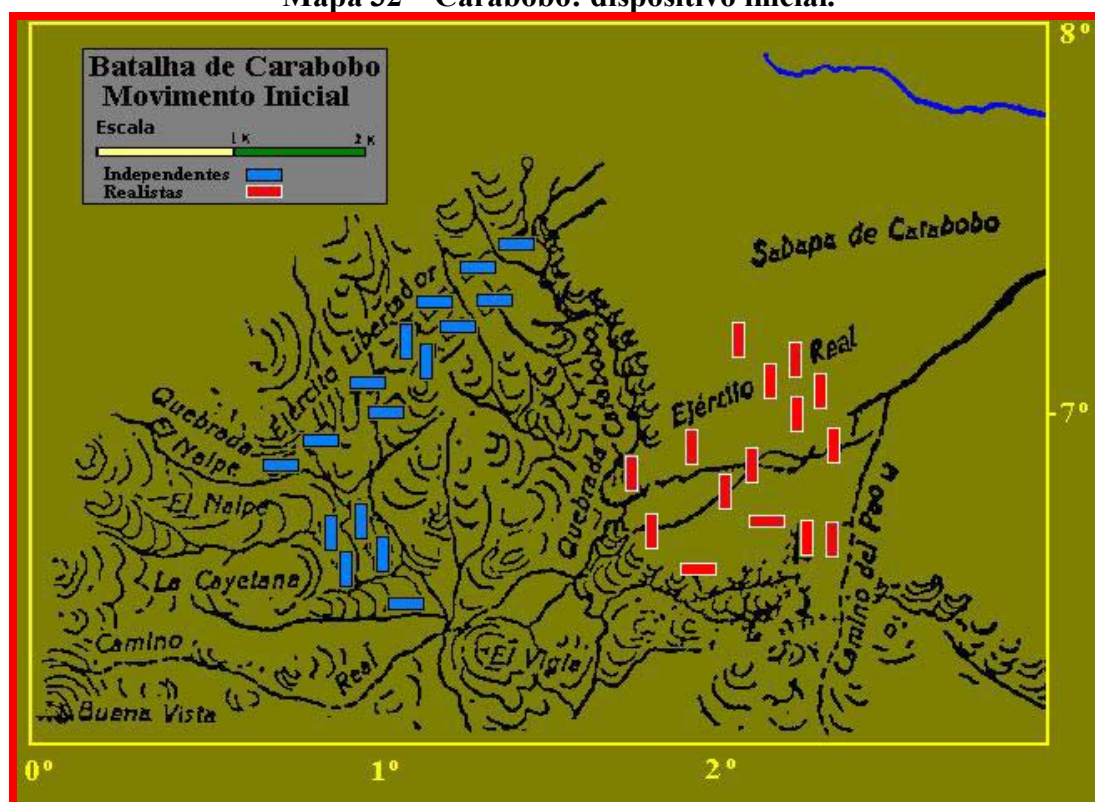 Mapa 32 – Carabobo: dispositivo inicial.
8º
Batalha de Carabobo
Movimento Inicial
Escala
1 K
2 K
Independentes
Realistas
Sabapa de Carabobo
Ejército Libertador
Ejército Real
7º
Quebrada
El Naipe
El Naipe
Quebrada Carabobo
La Cayetana
Camino del Pao
Camino Real
El Vigía
Buena Vista
0º
1º
2º